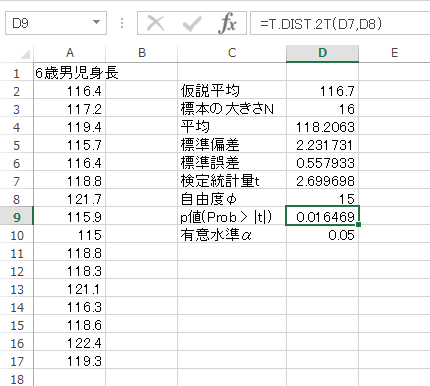 D9 fx =T.DIST.2T(D7,D8)
A B C D E
1 6歳男児身長
2 116.4 仮説平均 116.7
3 117.2 標本の大きさN 16
4 119.4 平均 118.2063
5 115.7 標準偏差 2.231731
6 116.4 標準誤差 0.557933
7 118.8 検定統計量t 2.699698
8 121.7 自由度φ 15
9 115.9 p値(Prob > |t|) 0.016469
10 115 有意水準α 0.05
11 118.8
12 118.3
13 121.1
14 116.3
15 118.6
16 122.4
17 119.3
18